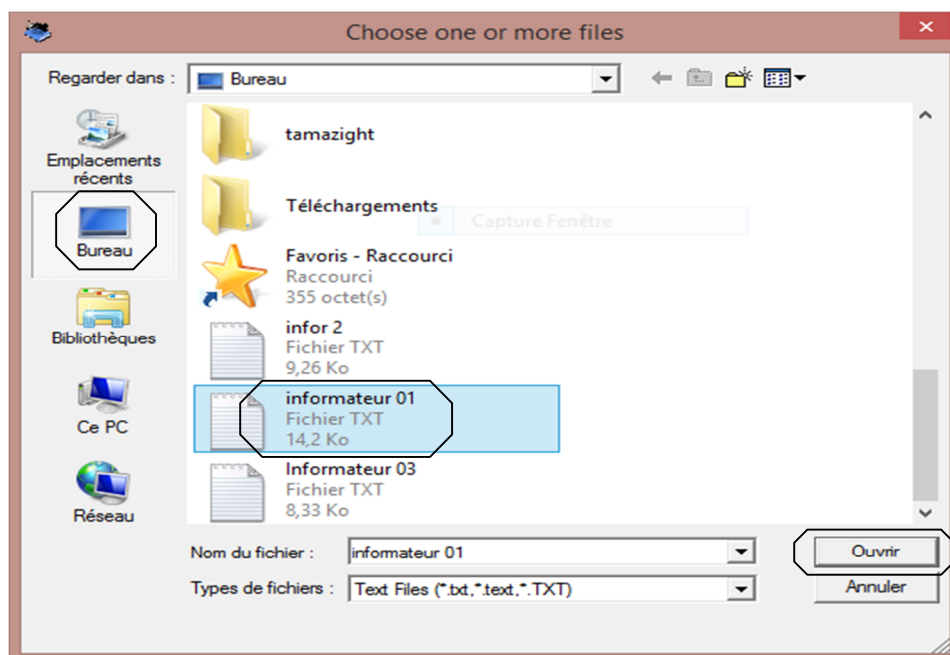 Choose one or more files
Regarder dans :
Bureau
Emplacements
récents
Bureau
Bibliothèques
Ce PC
Réseau
tamazight
Téléchargements
Capture Fenêtre
Favoris - Raccourci
Raccourci
355 octet(s)
infor 2
Fichier TXT
9,26 Ko
informateur 01
Fichier TXT
14,2 Ko
Informateur 03
Fichier TXT
8,33 Ko
Nom du fichier :
informateur 01
Ouvrir
Types de fichiers :
Text Files (*.txt,*.text,*.TXT)
Annuler